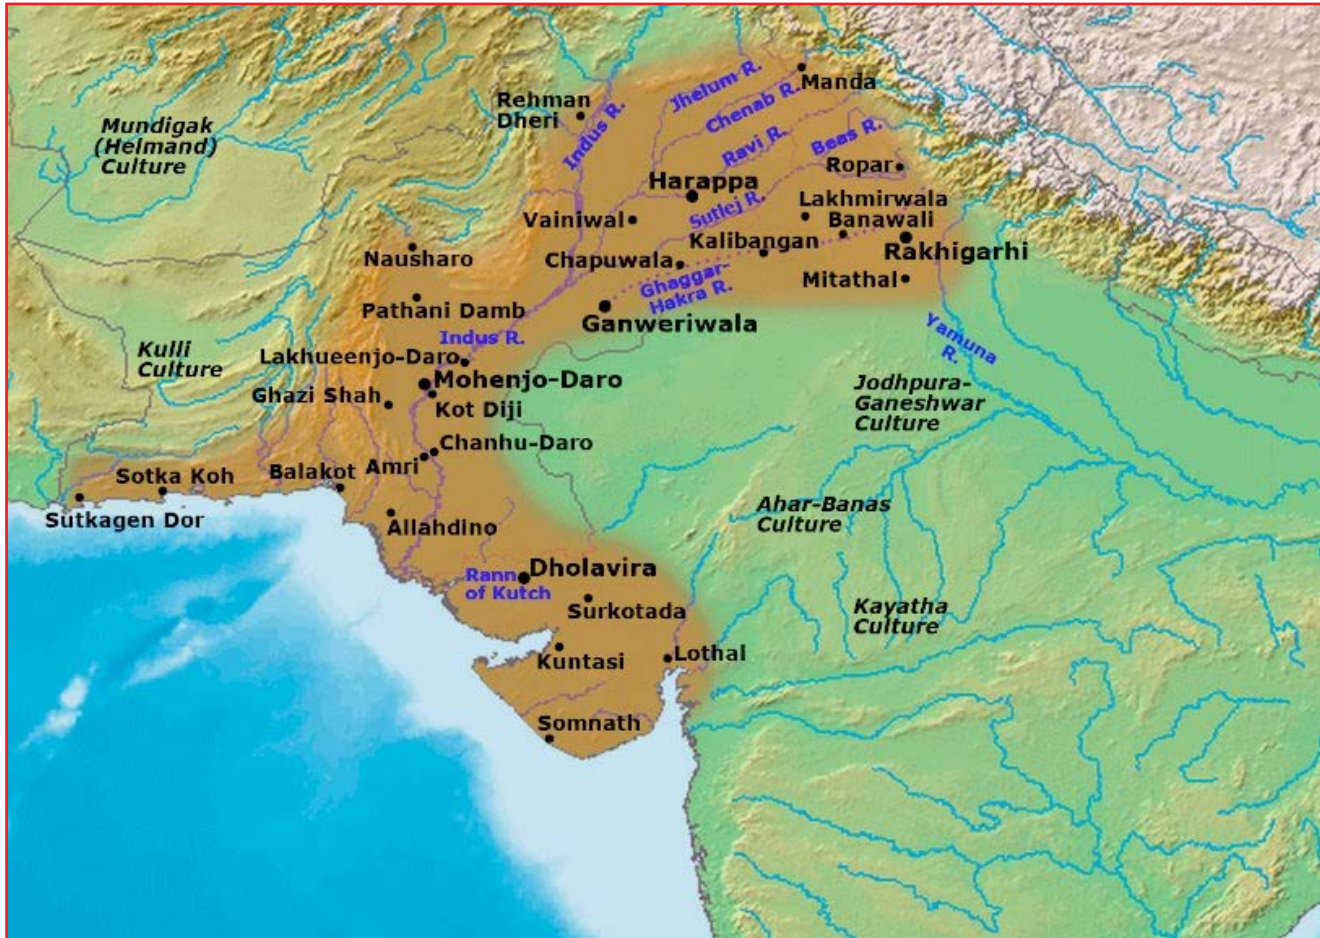 Rehman
Dheri
Indus R.
Jhelum R.
Chenab R.
Manda
Mundigak
(Helmand)
Culture
Ravi R.
Beas R.
Ropar
Harappa
Lakhmirwala
Vainiwal
Sutlej R.
Banawali
Kalibangan
Nausharo
Chapuwala
Rakhigarhi
Ghaggar-
Hakra R.
Mitathal
Pathani Damb
Ganweriwala
Indus R.
Yamuna
R.
Kulli
Culture
Lakhueenjo-Daro
Mohenjo-Daro
Ghazi Shah
Kot Diji
Jodhpura-
Ganeshwar
Culture
Chanhu-Daro
Sotka Koh
Balakot
Amri
Sutkagen Dor
Allahdino
Ahar-Banas
Culture
Rann
of Kutch
Dholavira
Surkotada
Kayatha
Culture
Kuntasi
Lothal
Somnath